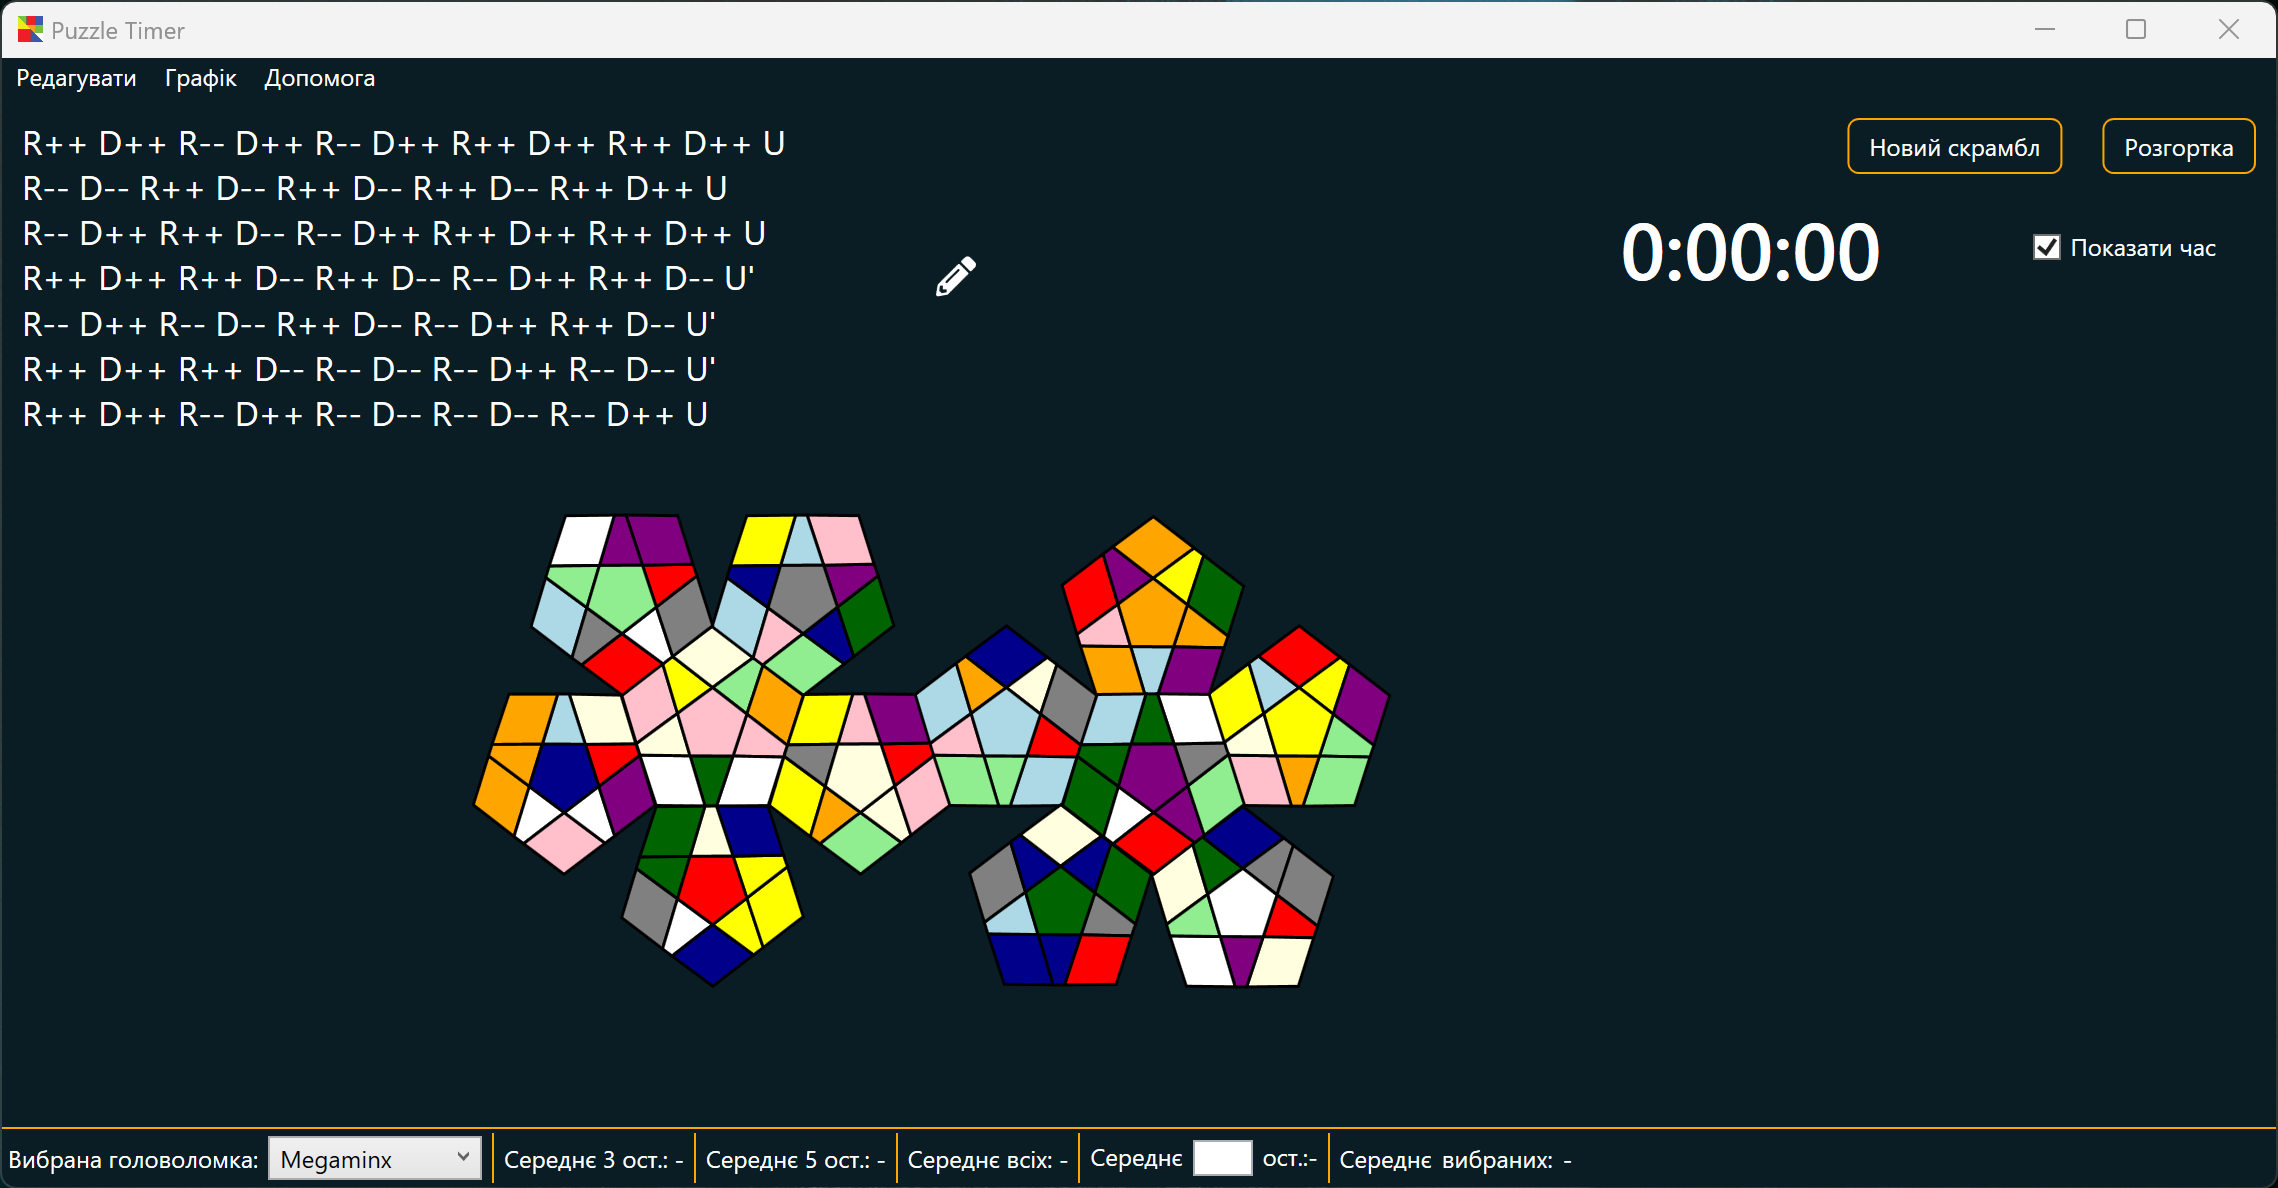 Puzzle Timer
Редагувати Графік Допомога
R++ D++ R-- D++ R-- D++ R++ D++ R++ D++ U
R-- D-- R++ D-- R++ D-- R++ D-- R++ D++ U
R-- D++ R++ D-- R-- D++ R++ D++ R++ D++ U
R++ D++ R++ D-- R++ D-- R-- D++ R++ D-- U'
R-- D++ R-- D-- R++ D-- R-- D++ R++ D-- U'
R++ D++ R++ D-- R-- D-- R-- D++ R-- D-- U'
R++ D++ R-- D++ R-- D-- R-- D-- R-- D++ U
Новий скрамбл Розгортка
0:00:00 Показати час
Вибрана головоломка: Megaminx Середнє 3 ост.: - Середнє 5 ост.: - Середнє всіх: - Середнє ост.:- Середнє вибраних: -